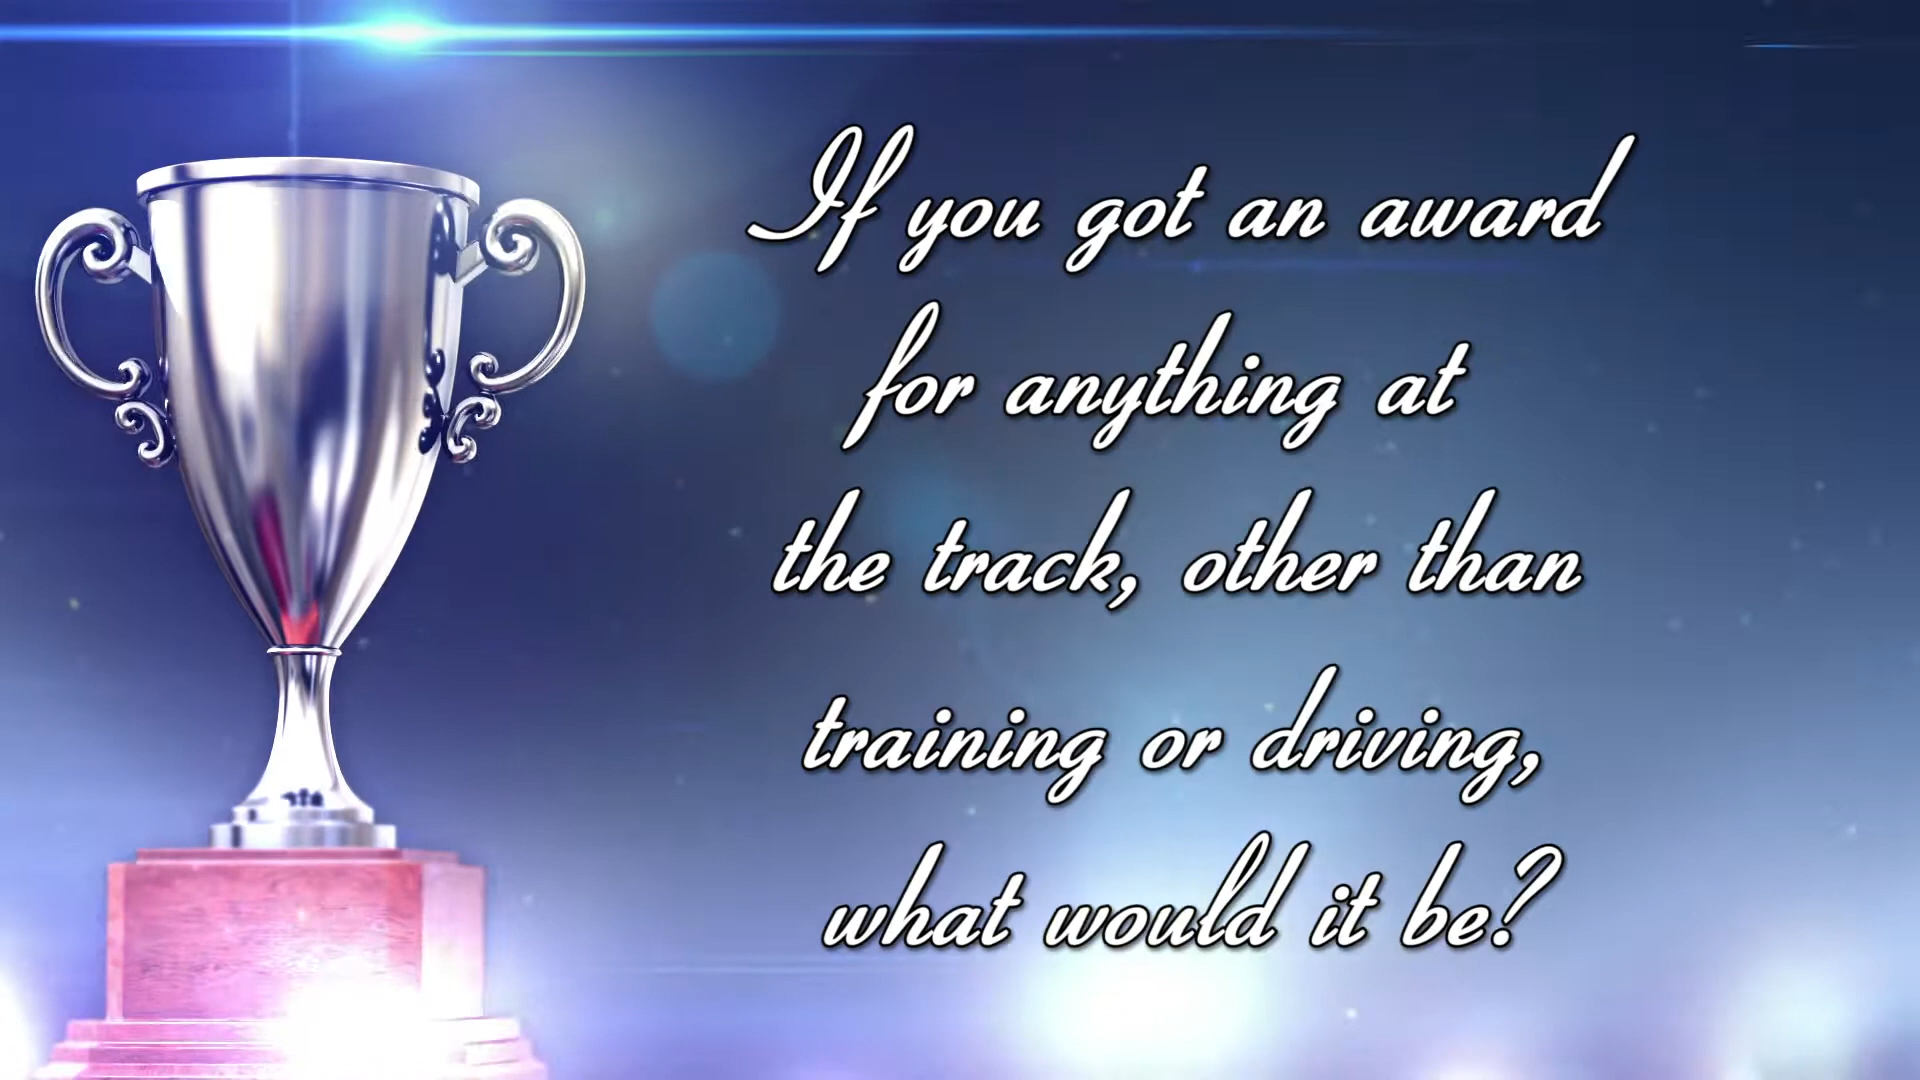 If you got an award
for anything at
the track, other than
training or driving,
what would it be?